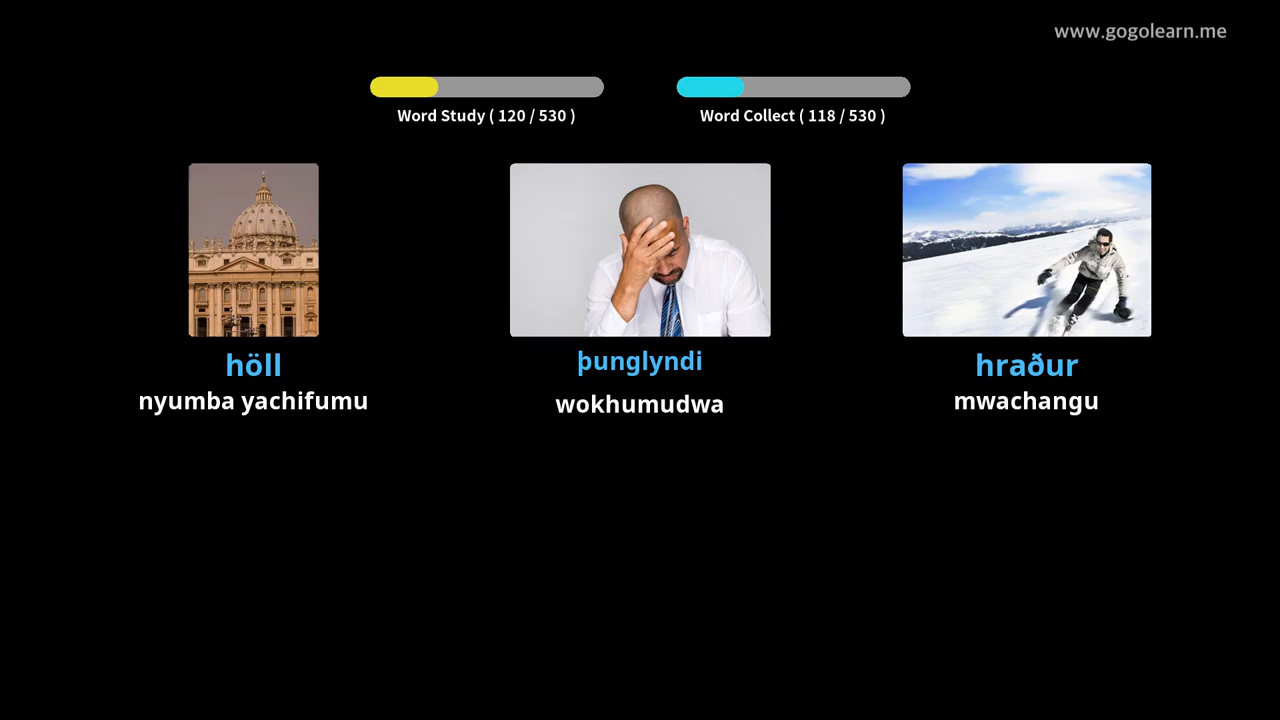 www.gogolearn.me
Word Study ( 120 / 530 )
Word Collect ( 118 / 530 )
höll
nyumba yachifumu
þunglyndi
wokhumudwa
hraður
mwachangu